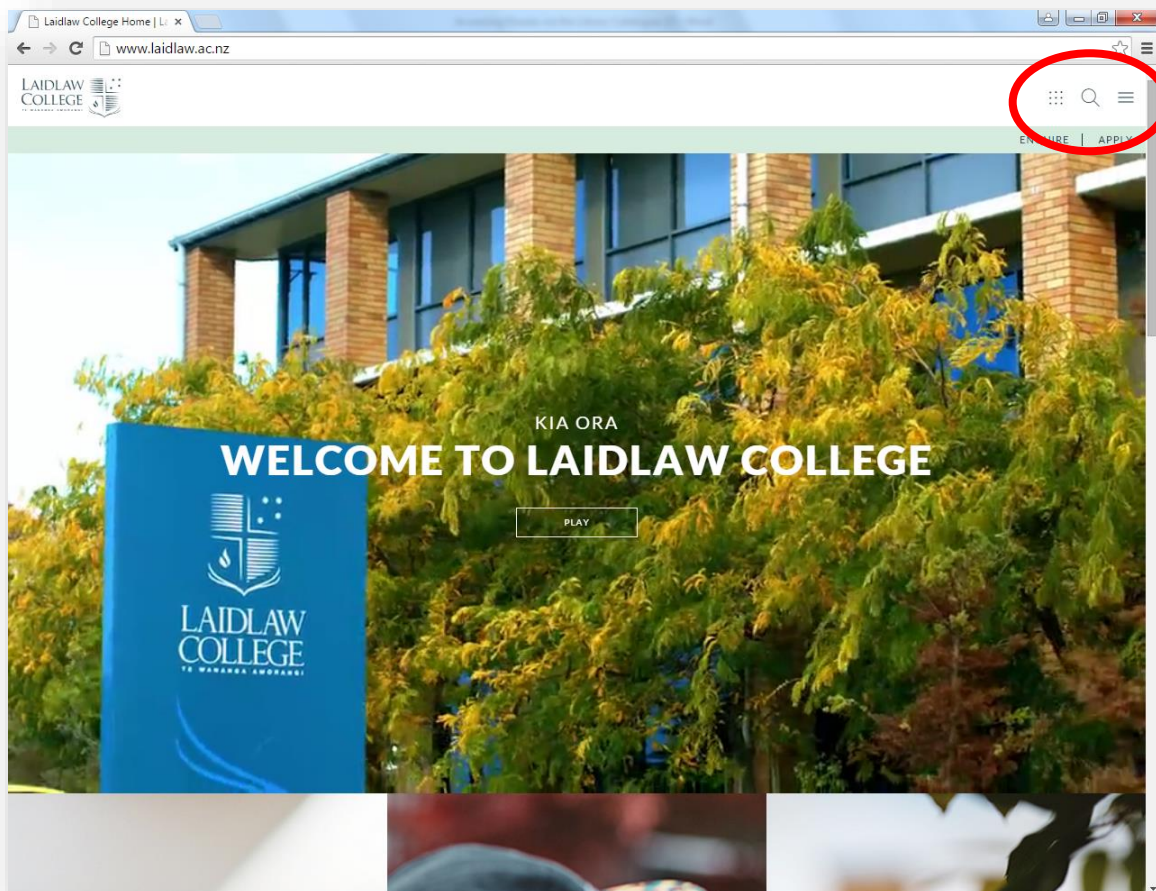 Laidlaw College Home | La
www.laidlaw.ac.nz
LAIDLAW
COLLEGE
ENQUIRE | APPLY
KIA ORA
WELCOME TO LAIDLAW COLLEGE
PLAY
LAIDLAW
COLLEGE
TE WANANGA AMORANGI